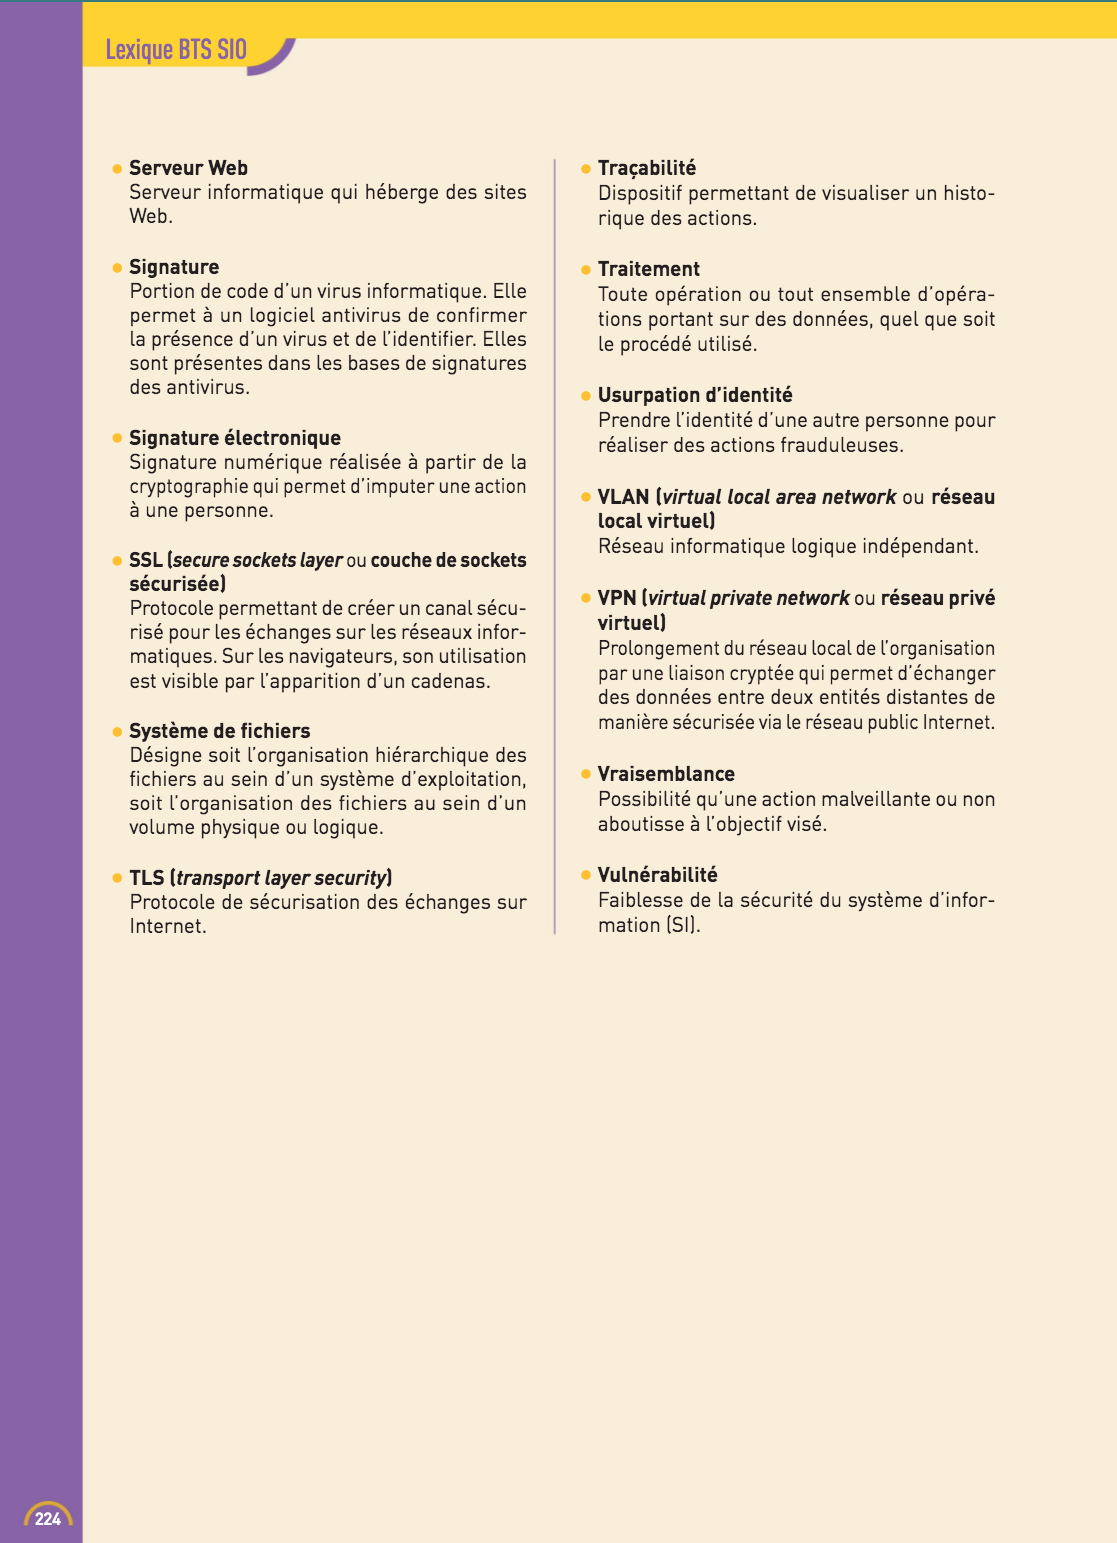 Lexique BTS SIO
Serveur Web
Serveur informatique qui héberge des sites
Web.
Signature
Portion de code d’un virus informatique. Elle
permet à un logiciel antivirus de confirmer
la présence d’un virus et de l’identifier. Elles
sont présentes dans les bases de signatures
des antivirus.
Signature électronique
Signature numérique réalisée à partir de la
cryptographie qui permet d’imputer une action
à une personne.
SSL (secure sockets layer ou couche de sockets
sécurisée)
Protocole permettant de créer un canal sécu-
risé pour les échanges sur les réseaux infor-
matiques. Sur les navigateurs, son utilisation
est visible par l’apparition d’un cadenas.
Système de fichiers
Désigne soit l’organisation hiérarchique des
fichiers au sein d’un système d’exploitation,
soit l’organisation des fichiers au sein d’un
volume physique ou logique.
TLS (transport layer security)
Protocole de sécurisation des échanges sur
Internet.
Traçabilité
Dispositif permettant de visualiser un histo-
rique des actions.
Traitement
Toute opération ou tout ensemble d’opéra-
tions portant sur des données, quel que soit
le procédé utilisé.
Usurpation d’identité
Prendre l’identité d’une autre personne pour
réaliser des actions frauduleuses.
VLAN (virtual local area network ou réseau
local virtuel)
Réseau informatique logique indépendant.
VPN (virtual private network ou réseau privé
virtuel)
Prolongement du réseau local de l’organisation
par une liaison cryptée qui permet d’échanger
des données entre deux entités distantes de
manière sécurisée via le réseau public Internet.
Vraisemblance
Possibilité qu’une action malveillante ou non
aboutisse à l’objectif visé.
Vulnérabilité
Faiblesse de la sécurité du système d’infor-
mation (SI).
224